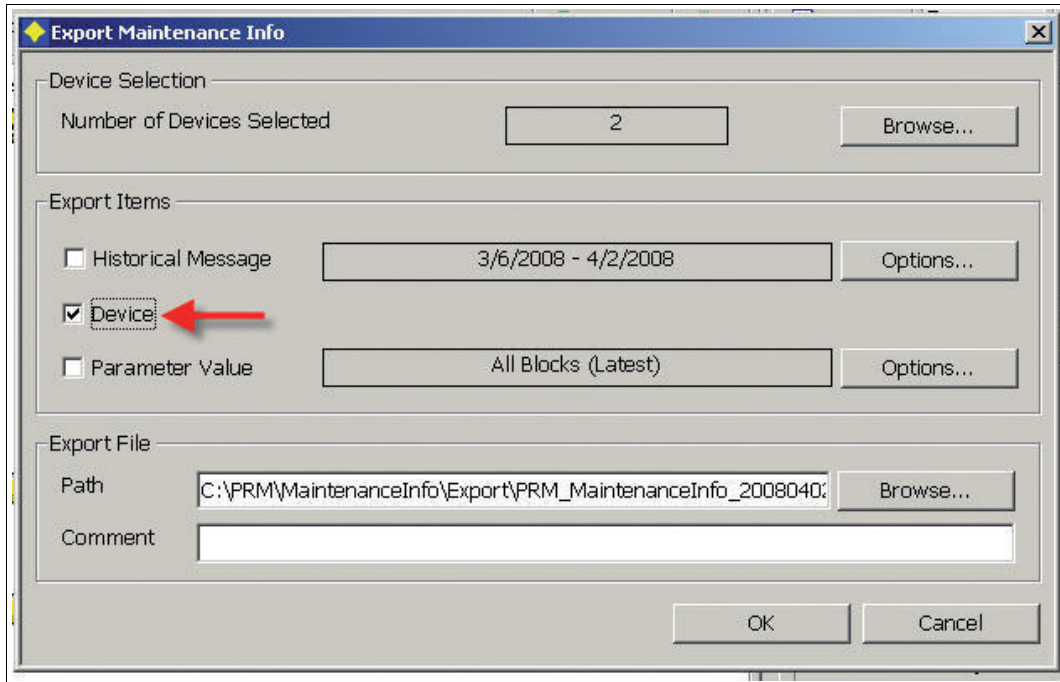 Export Maintenance Info
Device Selection
Number of Devices Selected 2 Browse...
Export Items
Historical Message 3/6/2008 - 4/2/2008 Options...
Device
Parameter Value All Blocks (Latest) Options...
Export File
Path C:\PRM\MaintenanceInfo\Export\PRM_MaintenanceInfo_20080402 Browse...
Comment
OK Cancel